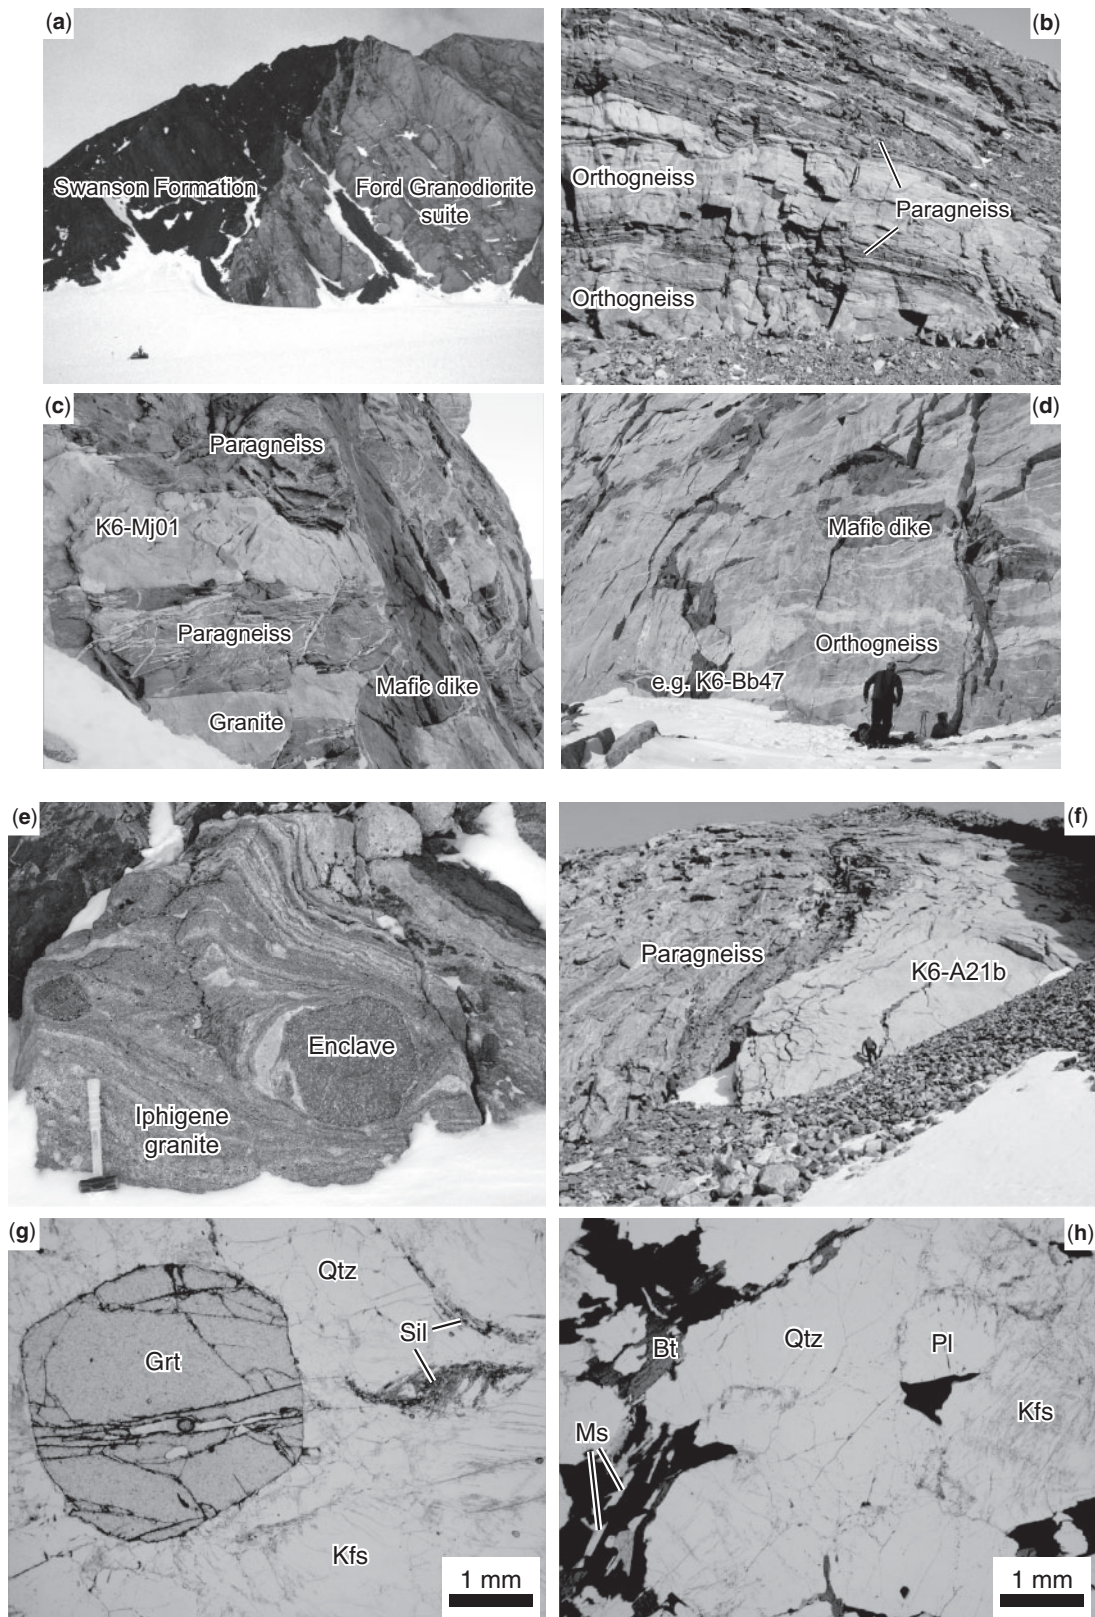 (a)
Swanson Formation
Ford Granodiorite
suite
(b)
Orthogneiss
Paragneiss
Orthogneiss
(c)
Paragneiss
K6-Mj01
Paragneiss
Mafic dike
Granite
(d)
Mafic dike
Orthogneiss
e.g. K6-Bb47
(e)
Enclave
Iphigene
granite
(f)
Paragneiss
K6-A21b
(g)
Qtz
Sil
Grt
Kfs
1 mm
(h)
Bt
Qtz
Pl
Kfs
Ms
1 mm